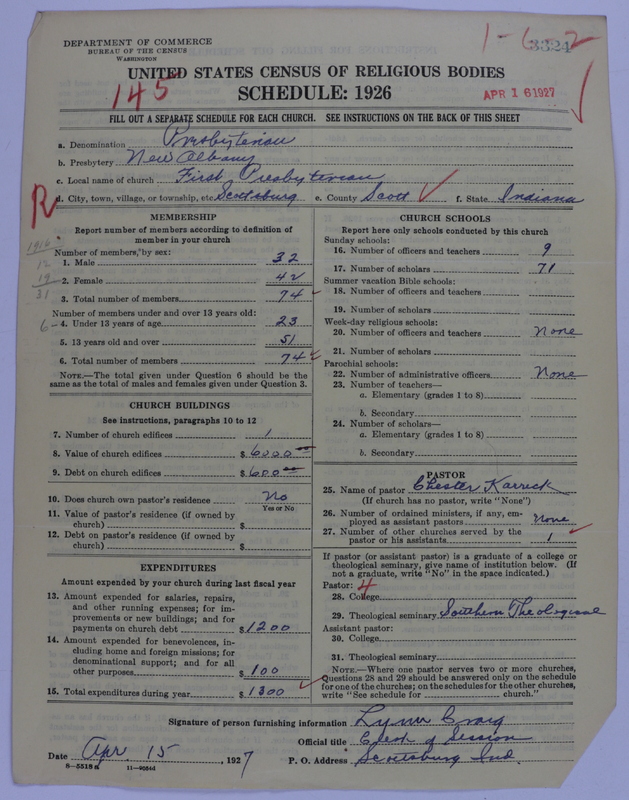 DEPARTMENT OF COMMERCE
BUREAU OF THE CENSUS
WASHINGTON
1-6-2
3324
UNITED STATES CENSUS OF RELIGIOUS BODIES
145
SCHEDULE: 1926
APR 16 1927
FILL OUT A SEPARATE SCHEDULE FOR EACH CHURCH. SEE INSTRUCTIONS ON THE BACK OF THIS SHEET
a. Denomination Presbyterian
b. Presbytery New Albany
c. Local name of church First Presbyterian
R
d. City, town, village, or township, etc. Scottsburg e. County Scott f. State Indiana
MEMBERSHIP
Report number of members according to definition of
member in your church
1916
12
19
31
6-
Number of members, by sex:
1. Male 32
2. Female 42
3. Total number of members 74
Number of members under and over 13 years old:
4. Under 13 years of age 23
5. 13 years old and over 51
6. Total number of members 74
NOTE.—The total given under Question 6 should be the
same as the total of males and females given under Question 3.
CHURCH BUILDINGS
See instructions, paragraphs 10 to 12
7. Number of church edifices 1
8. Value of church edifices $6000 00
9. Debt on church edifices $600 00
10. Does church own pastor's residence No
Yes or No
11. Value of pastor's residence (if owned by
church) $
12. Debt on pastor's residence (if owned by
church) $
EXPENDITURES
Amount expended by your church during last fiscal year
13. Amount expended for salaries, repairs,
and other running expenses; for im-
provements or new buildings; and for
payments on church debt $1200
14. Amount expended for benevolences, in-
cluding home and foreign missions; for
denominational support; and for all
other purposes $100
15. Total expenditures during year $1300
CHURCH SCHOOLS
Report here only schools conducted by this church
Sunday schools:
16. Number of officers and teachers 9
17. Number of scholars 71
Summer vacation Bible schools:
18. Number of officers and teachers
19. Number of scholars
Week-day religious schools:
20. Number of officers and teachers None
21. Number of scholars
Parochial schools:
22. Number of administrative officers None
23. Number of teachers—
a. Elementary (grades 1 to 8)
b. Secondary
24. Number of scholars—
a. Elementary (grades 1 to 8)
b. Secondary
PASTOR
25. Name of pastor Chester Karrick
(If church has no pastor, write "None")
26. Number of ordained ministers, if any, em-
ployed as assistant pastors None
27. Number of other churches served by the
pastor or his assistants 1
If pastor (or assistant pastor) is a graduate of a college or
theological seminary, give name of institution below. (If
not a graduate, write "No" in the space indicated.)
Pastor: 4
28. College
29. Theological seminary Southern Theological
Assistant pastor:
30. College
31. Theological seminary
NOTE.—Where one pastor serves two or more churches,
Questions 28 and 29 should be answered only on the schedule
for one of the churches; on the schedules for the other churches,
write "See schedule for church."
Signature of person furnishing information Lynn Craig
Official title Clerk of Session
Date Apr. 15, 1927 P. O. Address Scottsburg Ind.
8—5518a 11—96544